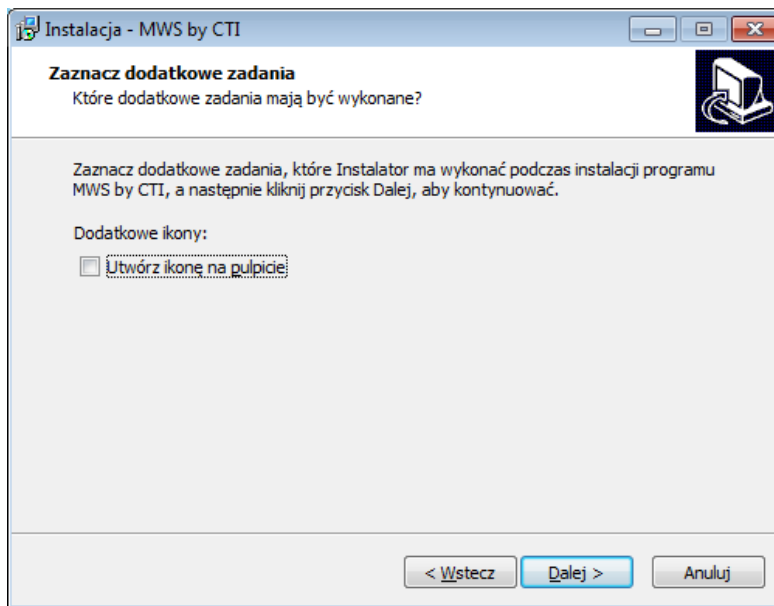 Instalacja - MWS by CTI
Zaznacz dodatkowe zadania
Które dodatkowe zadania mają być wykonane?
Zaznacz dodatkowe zadania, które Instalator ma wykonać podczas instalacji programu
MWS by CTI, a następnie kliknij przycisk Dalej, aby kontynuować.
Dodatkowe ikony:
Utwórz ikonę na pulpicie
< Wstecz Dalej > Anuluj